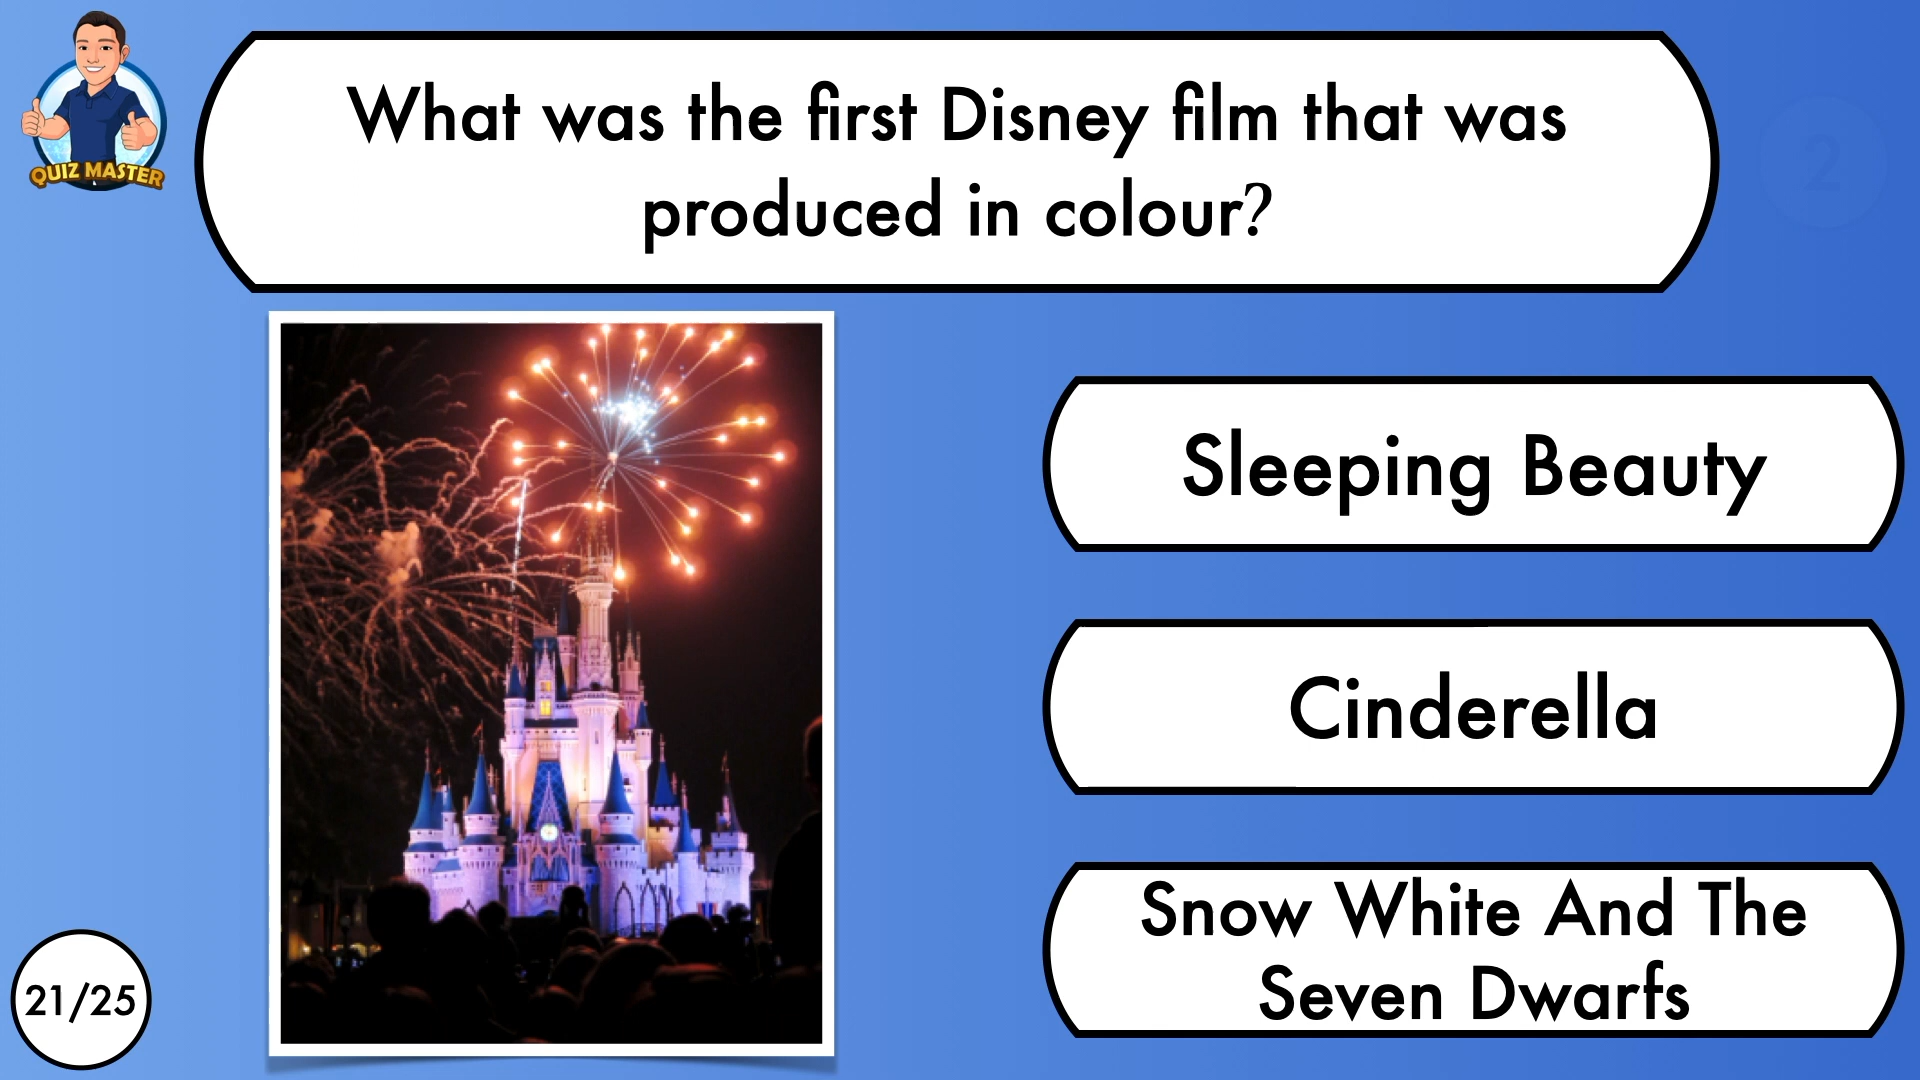 QUIZ MASTER
What was the first Disney film that was
produced in colour?
2
Sleeping Beauty
Cinderella
Snow White And The
Seven Dwarfs
21/25